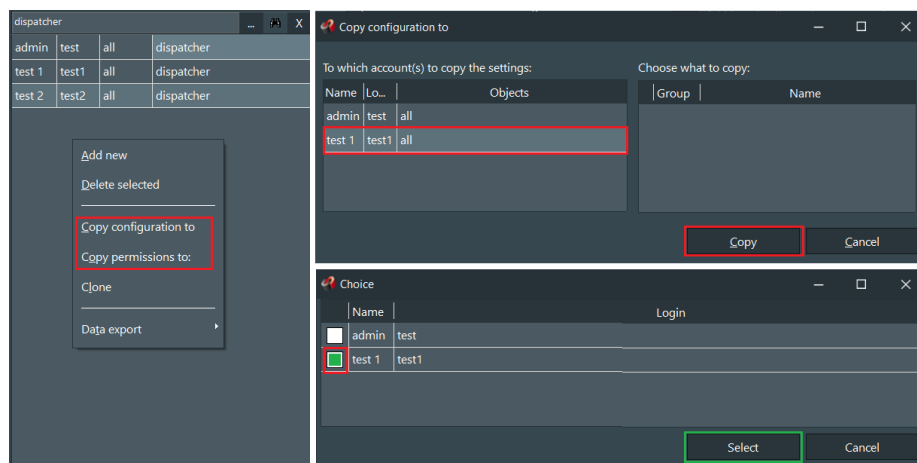 dispatcher ... X
admin test all dispatcher
test 1 test1 all dispatcher
test 2 test2 all dispatcher
Add new
Delete selected
Copy configuration to
Copy permissions to:
Clone
Data export
Copy configuration to
To which account(s) to copy the settings:
Name Lo... Objects
admin test all
test 1 test1 all
Choose what to copy:
Group Name
Copy Cancel
Choice
Name Login
admin test
test 1 test1
Select Cancel